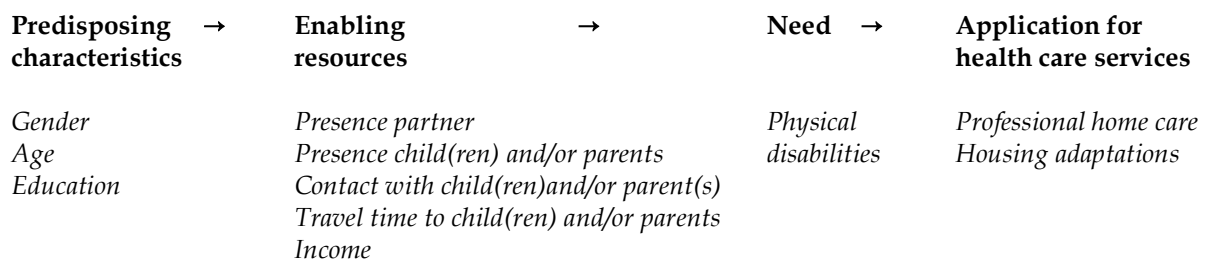 Predisposing → Enabling → Need → Application for
characteristics resources health care services
Gender Presence partner Physical Professional home care
Age Presence child(ren) and/or parents disabilities Housing adaptations
Education Contact with child(ren)and/or parent(s)
Travel time to child(ren) and/or parents
Income